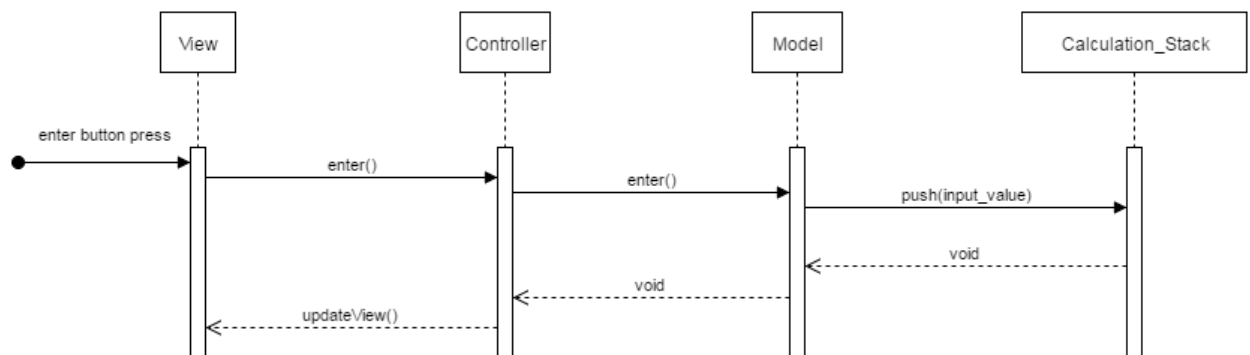 View
Controller
Model
Calculation_Stack
enter button press
enter()
enter()
push(input_value)
void
void
updateView()